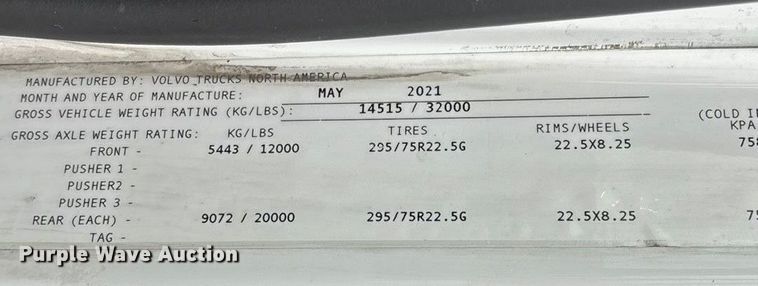 MANUFACTURED BY: VOLVO TRUCKS NORTH AMERICA
MONTH AND YEAR OF MANUFACTURE: MAY 2021
GROSS VEHICLE WEIGHT RATING (KG/LBS): 14515 / 32000
(COLD
GROSS AXLE WEIGHT RATING: KG/LBS TIRES RIMS/WHEELS KPA
FRONT - 5443 / 12000 295/75R22.5G 22.5X8.25
PUSHER 1 -
PUSHER2 -
PUSHER 3 -
REAR (EACH) - 9072 / 20000 295/75R22.5G 22.5X8.25
TAG -
Purple Wave Auction